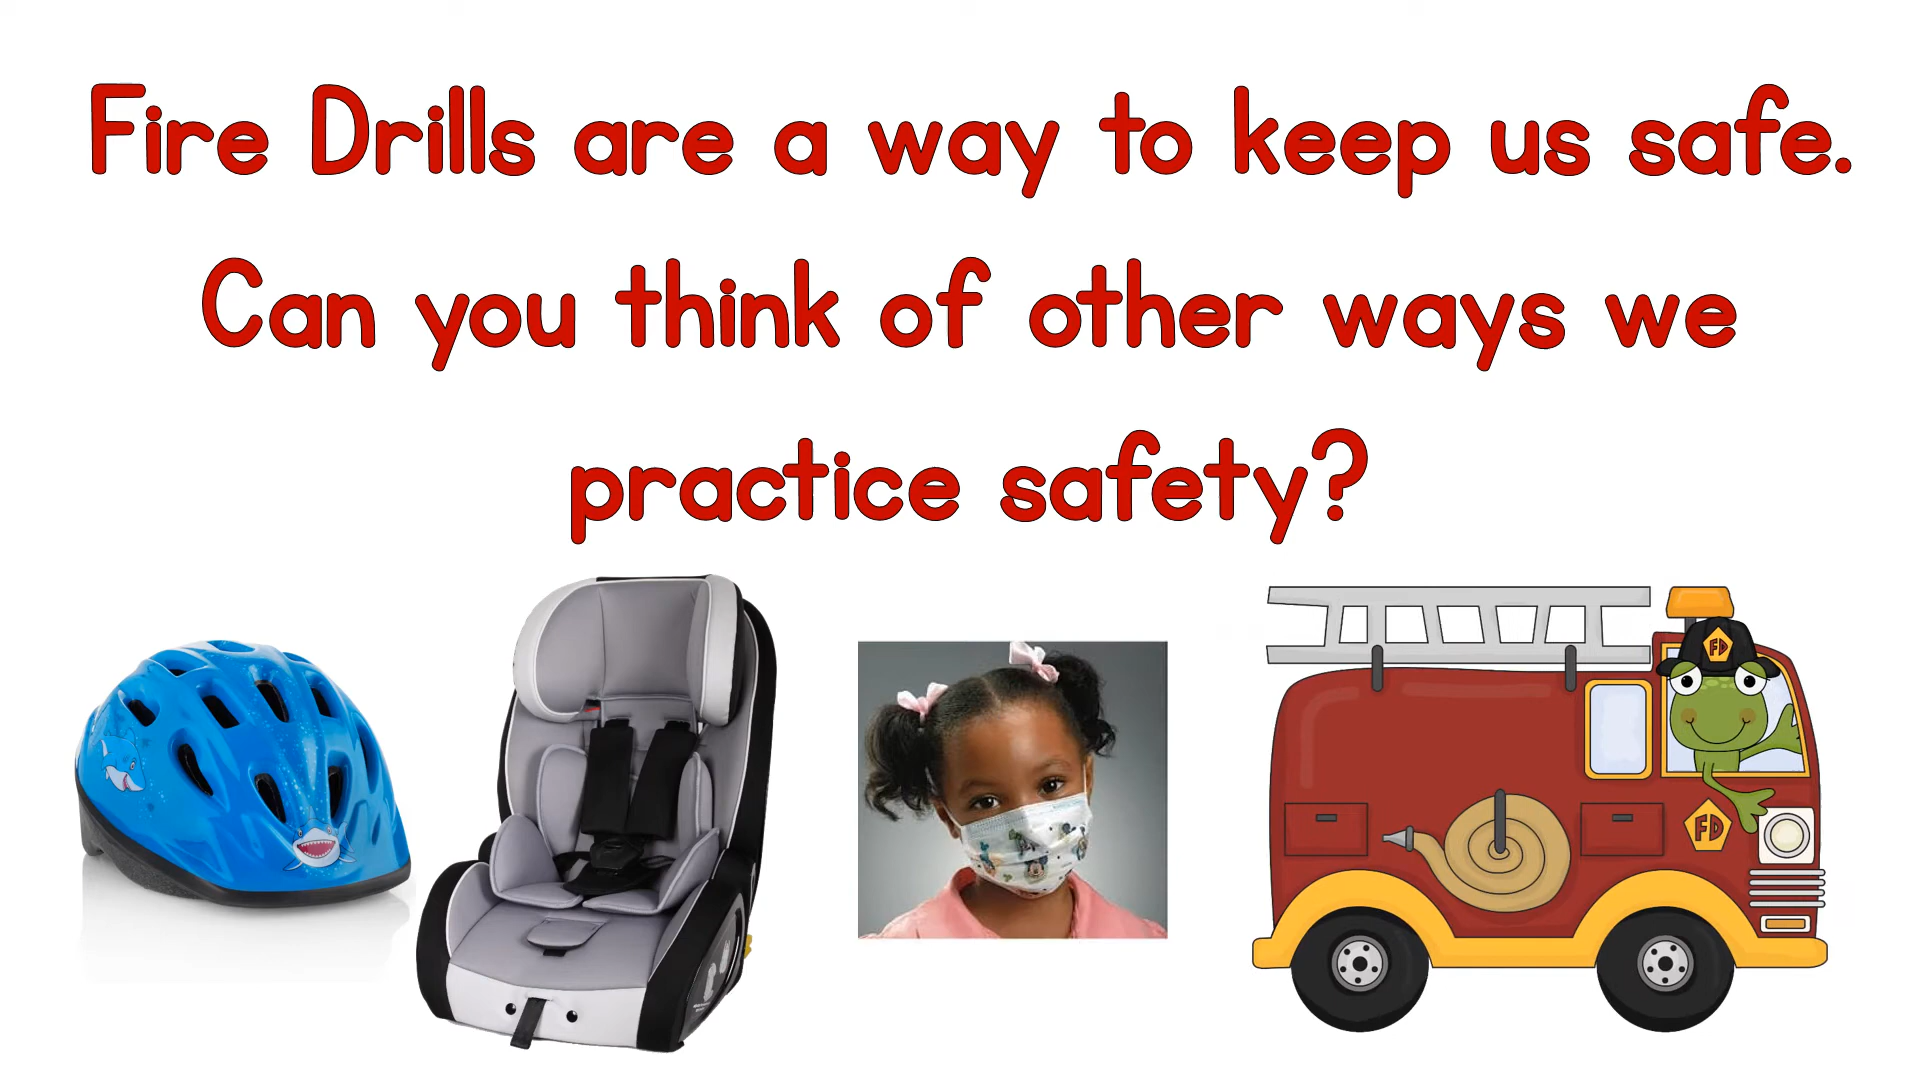 Fire Drills are a way to keep us safe.
Can you think of other ways we
practice safety?
FD
FD